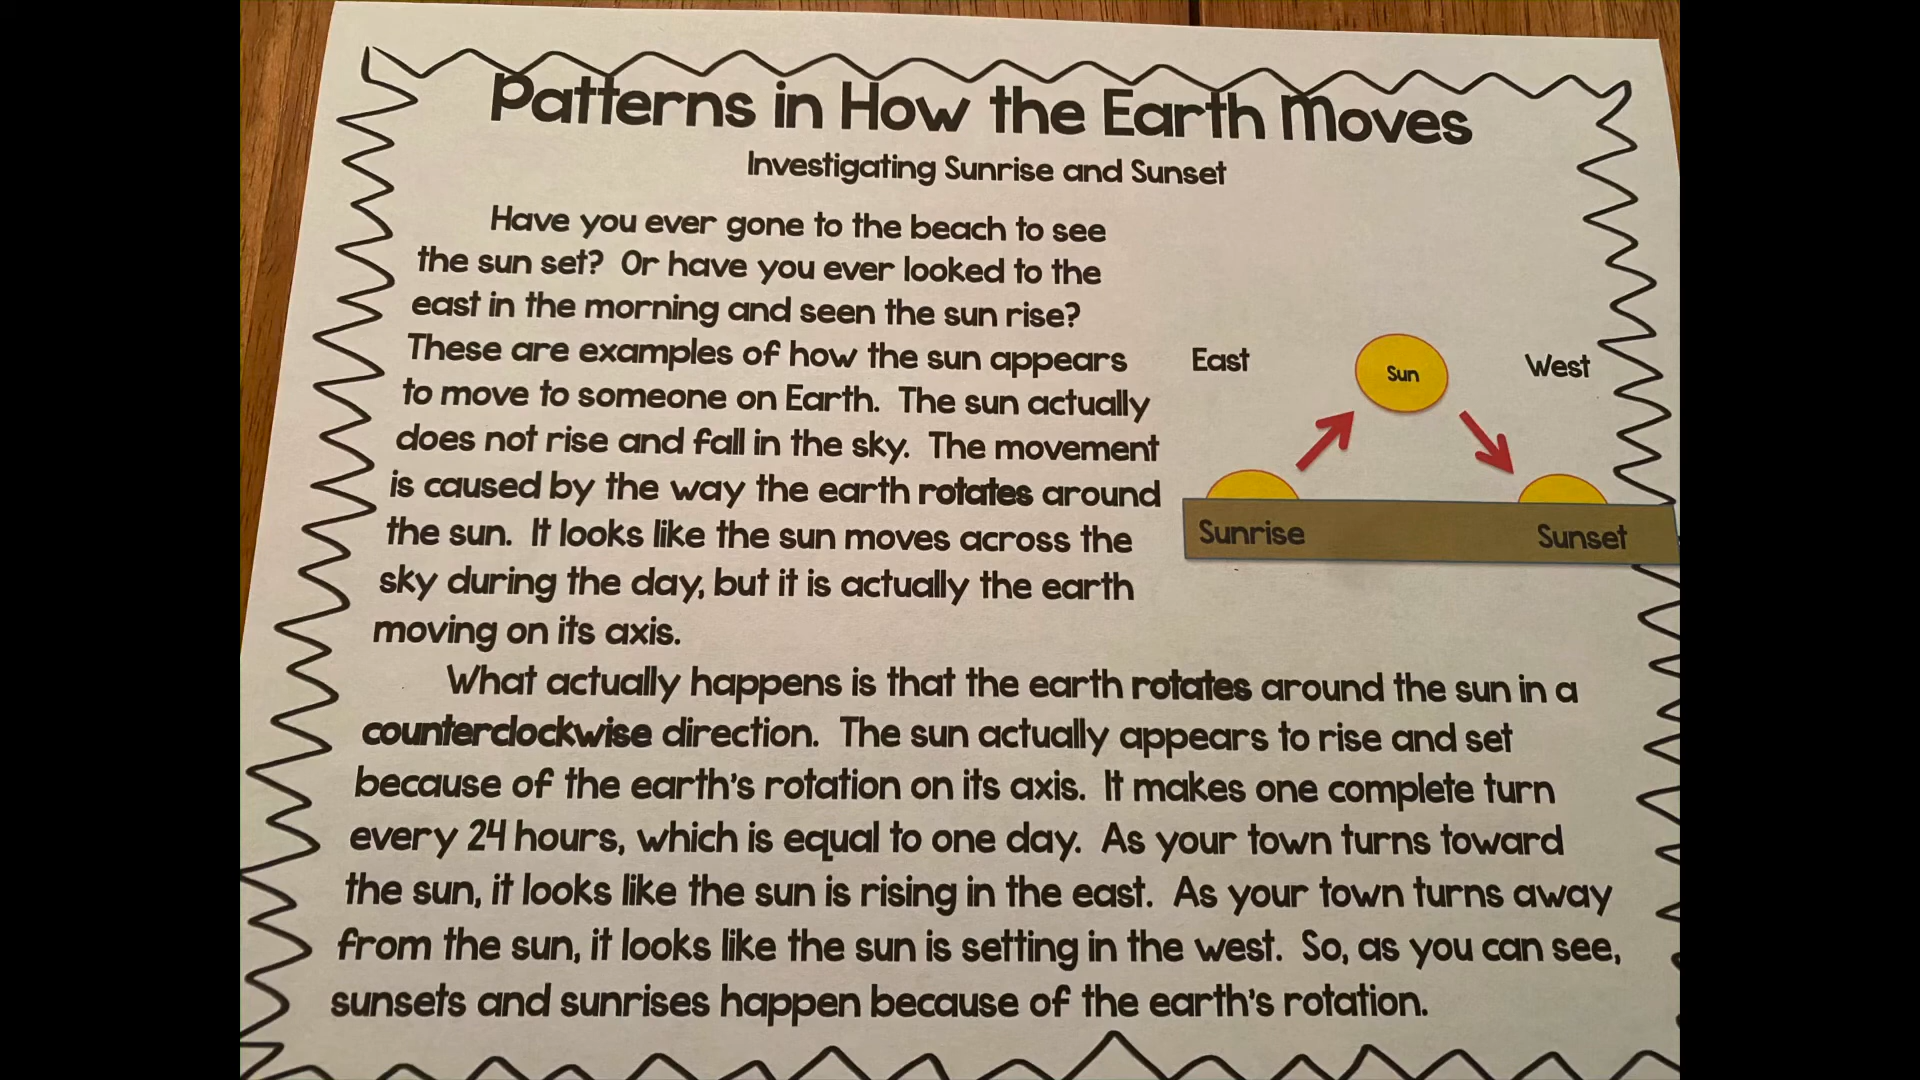 Patterns in How the Earth Moves
Investigating Sunrise and Sunset
Have you ever gone to the beach to see
the sun set? Or have you ever looked to the
east in the morning and seen the sun rise?
These are examples of how the sun appears
to move to someone on Earth. The sun actually
does not rise and fall in the sky. The movement
is caused by the way the earth rotates around
the sun. It looks like the sun moves across the
sky during the day, but it is actually the earth
moving on its axis.
East
Sun
West
Sunrise
Sunset
What actually happens is that the earth rotates around the sun in a
counterclockwise direction. The sun actually appears to rise and set
because of the earth's rotation on its axis. It makes one complete turn
every 24 hours, which is equal to one day. As your town turns toward
the sun, it looks like the sun is rising in the east. As your town turns away
from the sun, it looks like the sun is setting in the west. So, as you can see,
sunsets and sunrises happen because of the earth's rotation.